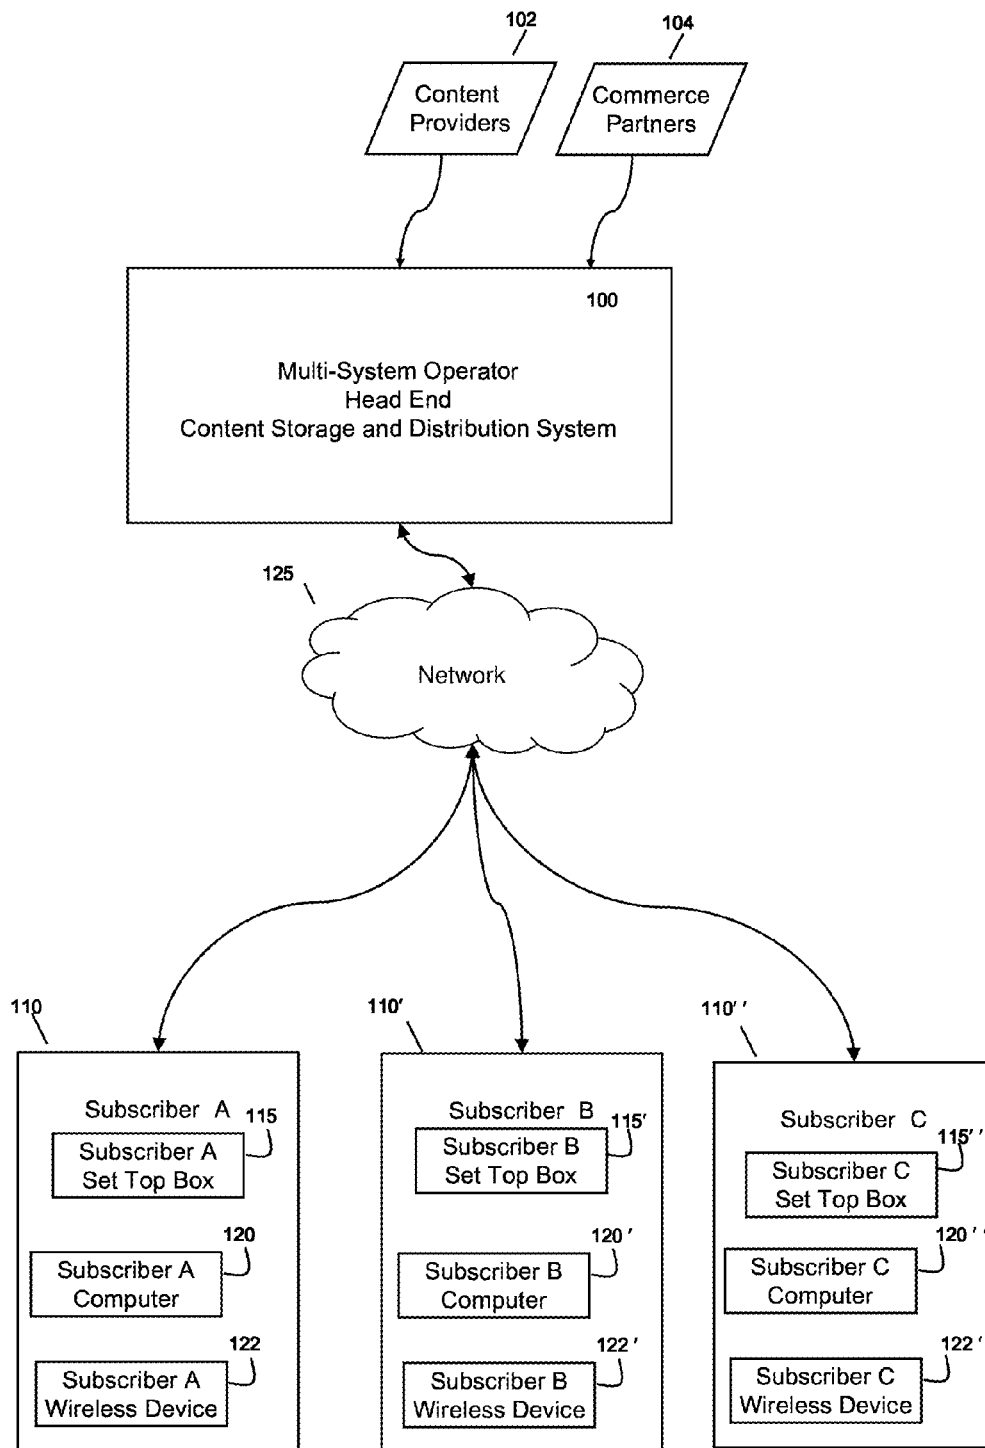 102
104
Content
Providers
Commerce
Partners
100
Multi-System Operator
Head End
Content Storage and Distribution System
125
Network
110
110′
110′ ′
Subscriber A
115
Subscriber A
Set Top Box
120
Subscriber A
Computer
122
Subscriber A
Wireless Device
Subscriber B
115′
Subscriber B
Set Top Box
120 ′
Subscriber B
Computer
122 ′
Subscriber B
Wireless Device
Subscriber C
115′ ′
Subscriber C
Set Top Box
120 ′ ′
Subscriber C
Computer
122 ′
Subscriber C
Wireless Device